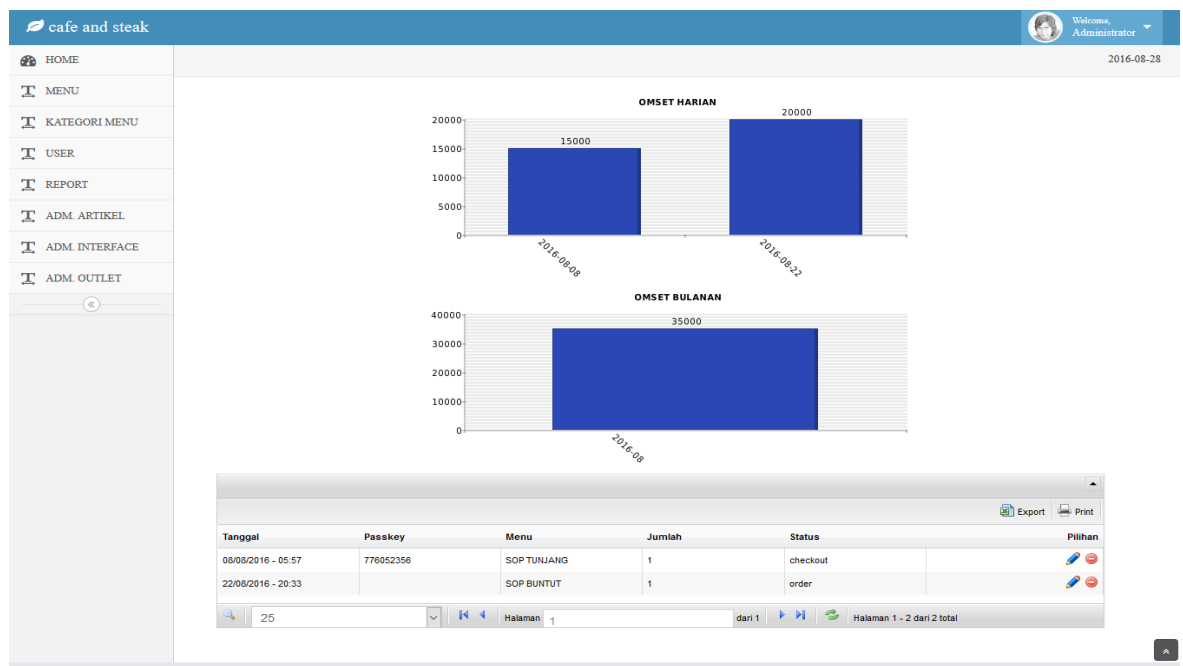 cafe and steak
Welcome,
Administrator
HOME
2016-08-28
MENU
KATEGORI MENU
USER
REPORT
ADM. ARTIKEL
ADM. INTERFACE
ADM. OUTLET
OMSET HARIAN
20000
20000
15000
15000
10000
5000
0
2016-08-08
2016-08-22
OMSET BULANAN
40000
35000
30000
20000
10000
0
2016-08
Export Print
Tanggal Passkey Menu Jumlah Status Pilihan
08/08/2016 - 05:57 776052356 SOP TUNJANG 1 checkout
22/08/2016 - 20:33 SOP BUNTUT 1 order
25 Halaman 1 dari 1 Halaman 1 - 2 dari 2 total